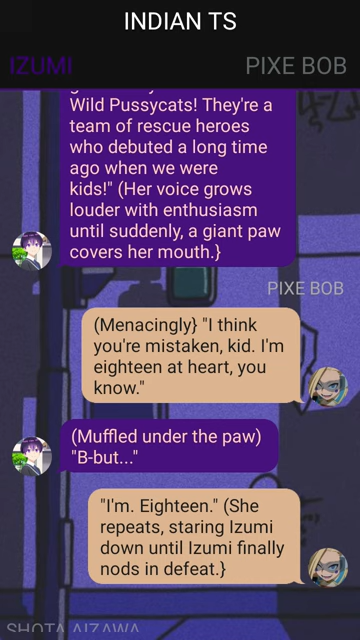 INDIAN TS
IZUMI
PIXE BOB
Wild Pussycats! They're a
team of rescue heroes
who debuted a long time
ago when we were
kids!" (Her voice grows
louder with enthusiasm
until suddenly, a giant paw
covers her mouth.}
PIXE BOB
(Menacingly} "I think
you're mistaken, kid. I'm
eighteen at heart, you
know."
(Muffled under the paw)
"B-but..."
"I'm. Eighteen." (She
repeats, staring Izumi
down until Izumi finally
nods in defeat.}
SHOTA AIZAWA